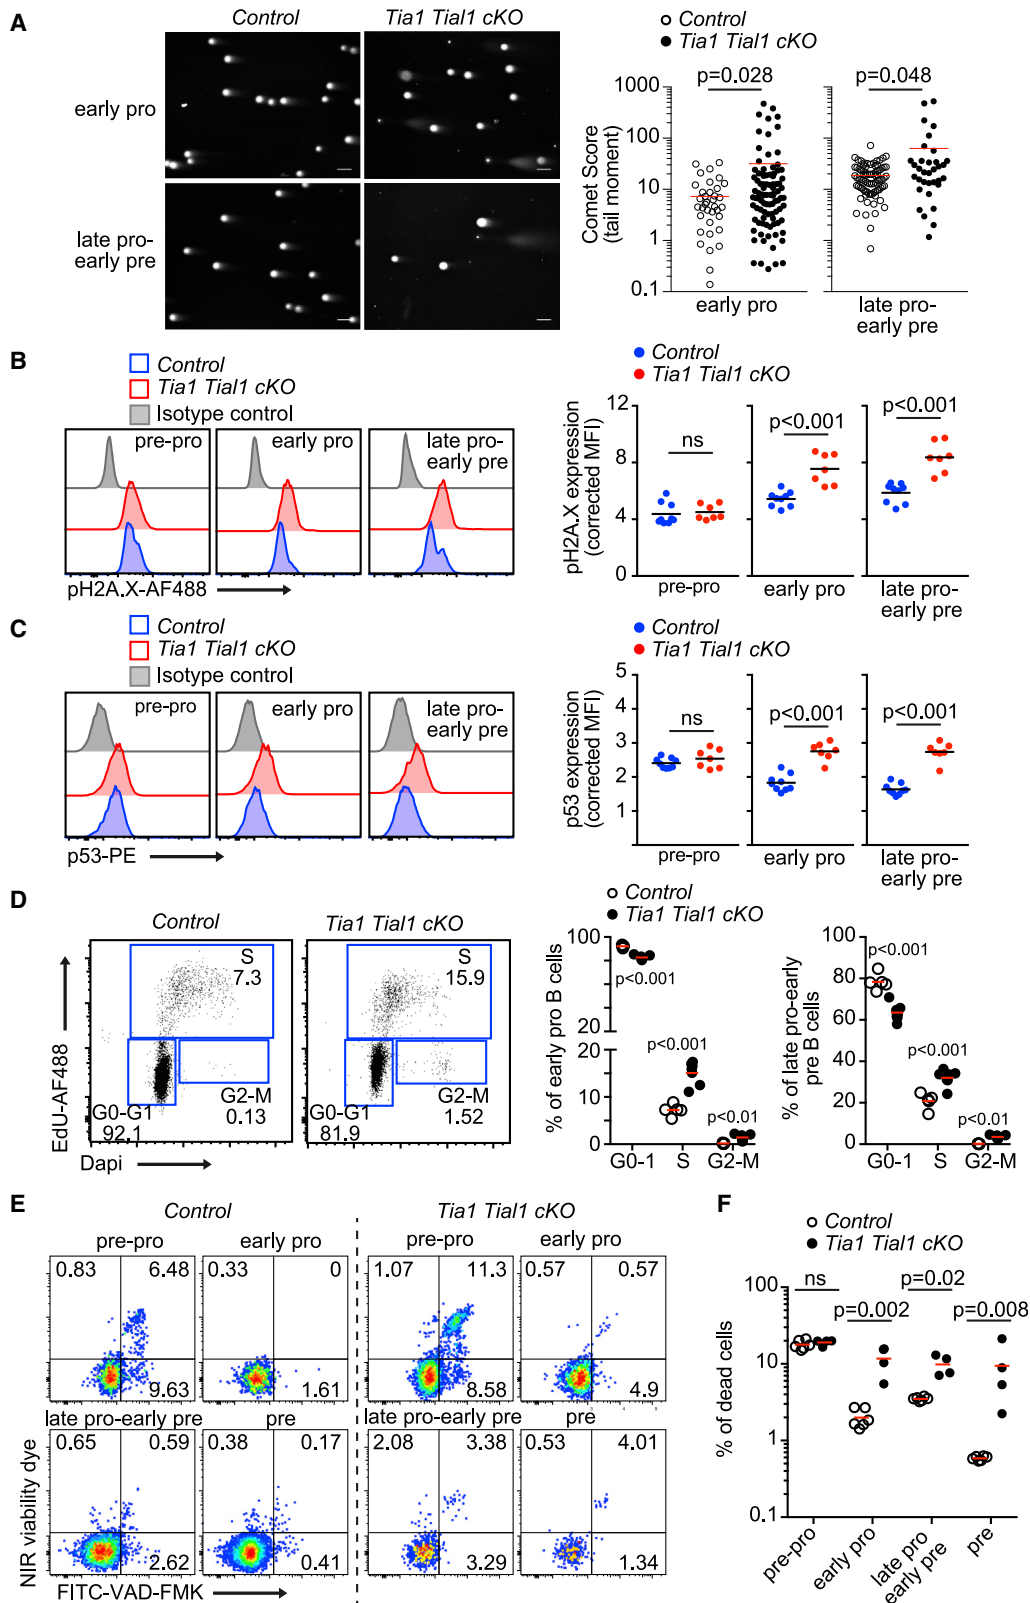 A
Control
Tia1 Tial1 cKO
early pro
late pro-
early pre
Control
Tia1 Tial1 cKO
p=0.028
p=0.048
Comet Score
(tail moment)
1000
100
10
1
0.1
early pro
late pro-
early pre
B
Control
Tia1 Tial1 cKO
Isotype control
pre-pro
early pro
late pro-
early pre
pH2A.X-AF488
Control
Tia1 Tial1 cKO
pH2A.X expression
(corrected MFI)
12
8
4
0
ns
p<0.001
p<0.001
pre-pro
early pro
late pro-
early pre
C
Control
Tia1 Tial1 cKO
Isotype control
pre-pro
early pro
late pro-
early pre
p53-PE
Control
Tia1 Tial1 cKO
p53 expression
(corrected MFI)
5
4
3
2
1
ns
p<0.001
p<0.001
pre-pro
early pro
late pro-
early pre
D
Control
Tia1 Tial1 cKO
EdU-AF488
S
7.3
G2-M
0.13
G0-G1
92.1
S
15.9
G2-M
1.52
G0-G1
81.9
Dapi
Control
Tia1 Tial1 cKO
% of early pro B cells
100
60
20
20
10
0
p<0.001
p<0.001
p<0.01
G0-1 S G2-M
% of late pro-early
pre B cells
100
80
60
40
20
0
p<0.001
p<0.001
p<0.01
G0-1 S G2-M
E
Control
Tia1 Tial1 cKO
pre-pro
early pro
pre-pro
early pro
0.83 6.48
9.63
0.33 0
1.61
1.07 11.3
8.58
0.57 0.57
4.9
late pro-early pre
pre
late pro-early pre
pre
0.65 0.59
2.62
0.38 0.17
0.41
2.08 3.38
3.29
0.53 4.01
1.34
NIR viability dye
FITC-VAD-FMK
F
Control
Tia1 Tial1 cKO
% of dead cells
100
10
1
0.1
ns
p=0.002
p=0.02
p=0.008
pre-pro
early pro
late pro
early pre
pre